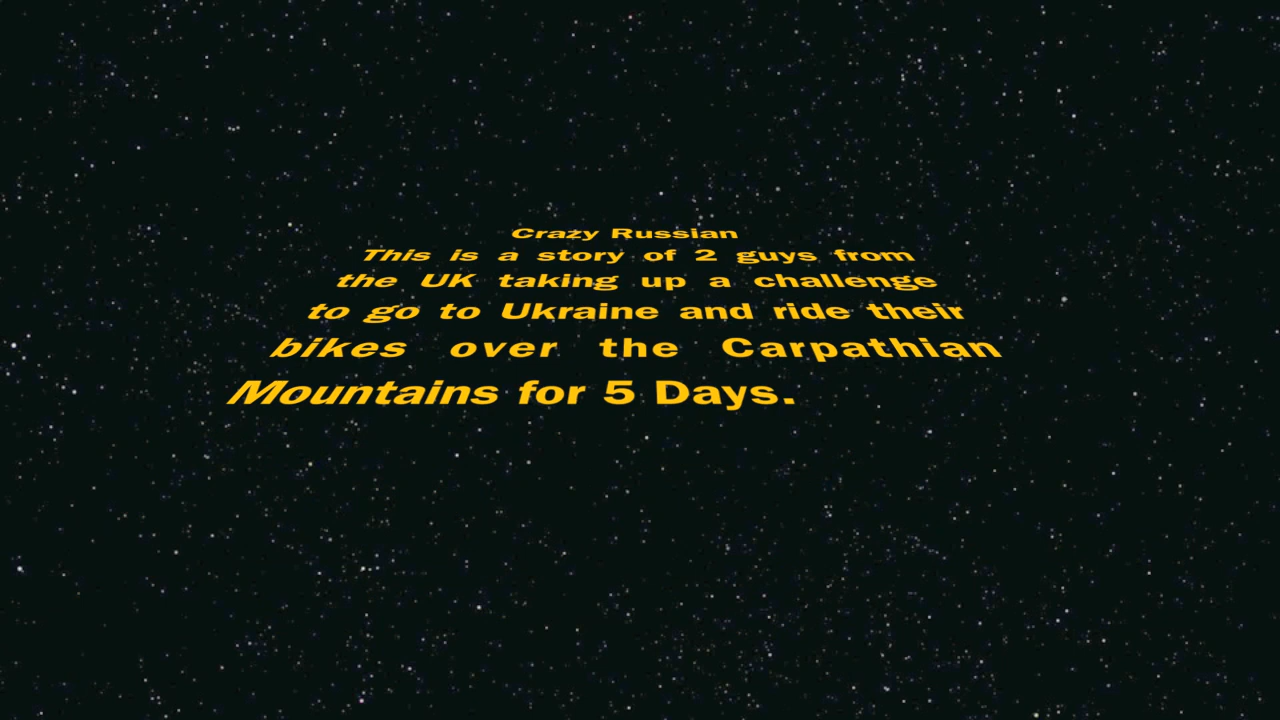 Crazy Russian
This is a story of 2 guys from
the UK taking up a challenge
to go to Ukraine and ride their
bikes over the Carpathian
Mountains for 5 Days.